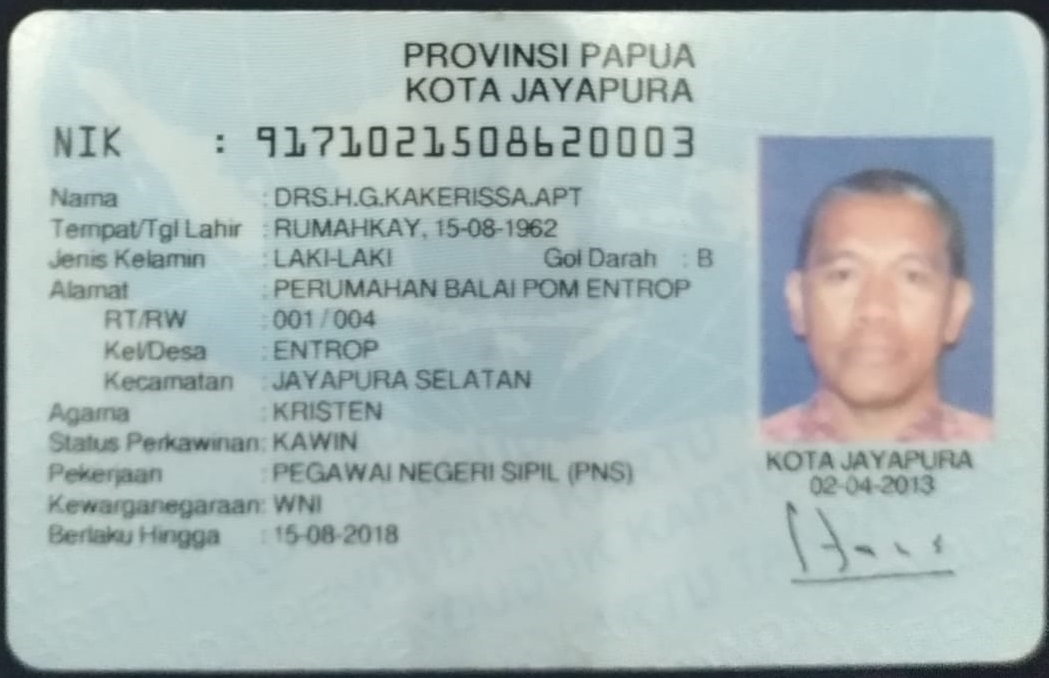 PROVINSI PAPUA
KOTA JAYAPURA
NIK : 9171021508620003
Nama : DRS.H.G.KAKERISSA.APT
Tempat/Tgl Lahir : RUMAHKAY, 15-08-1962
Jenis Kelamin : LAKI-LAKI Gol Darah : B
Alamat : PERUMAHAN BALAI POM ENTROP
RT/RW : 001 / 004
Kel/Desa : ENTROP
Kecamatan : JAYAPURA SELATAN
Agama : KRISTEN
Status Perkawinan: KAWIN
Pekerjaan : PEGAWAI NEGERI SIPIL (PNS)
Kewarganegaraan: WNI
Berlaku Hingga : 15-08-2018
KOTA JAYAPURA
02-04-2013